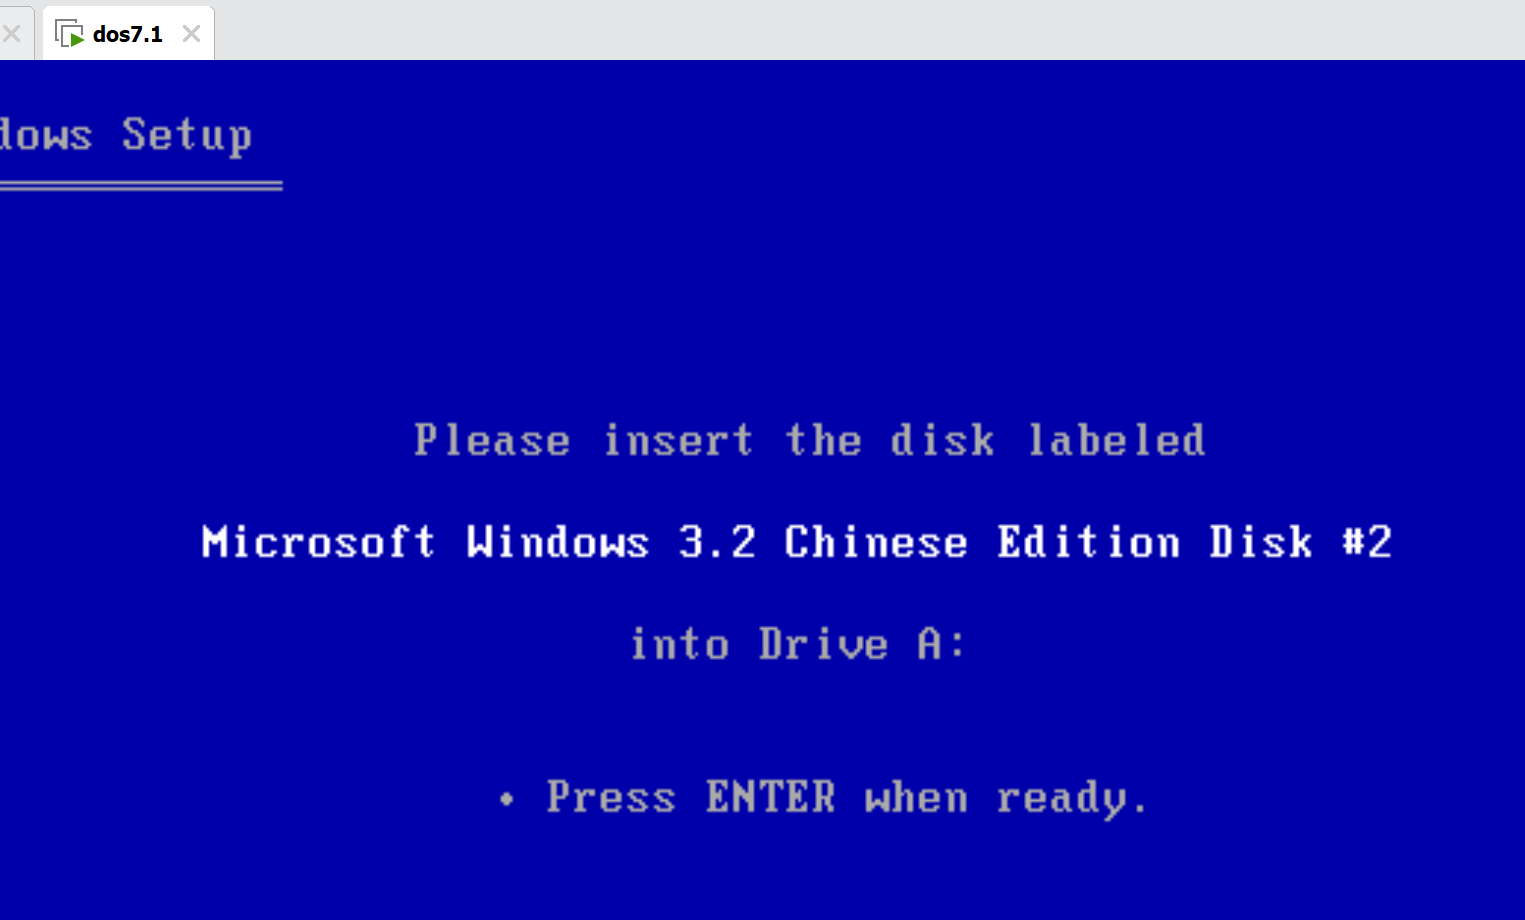 dos7.1
dows Setup
Please insert the disk labeled
Microsoft Windows 3.2 Chinese Edition Disk #2
into Drive A:
• Press ENTER when ready.